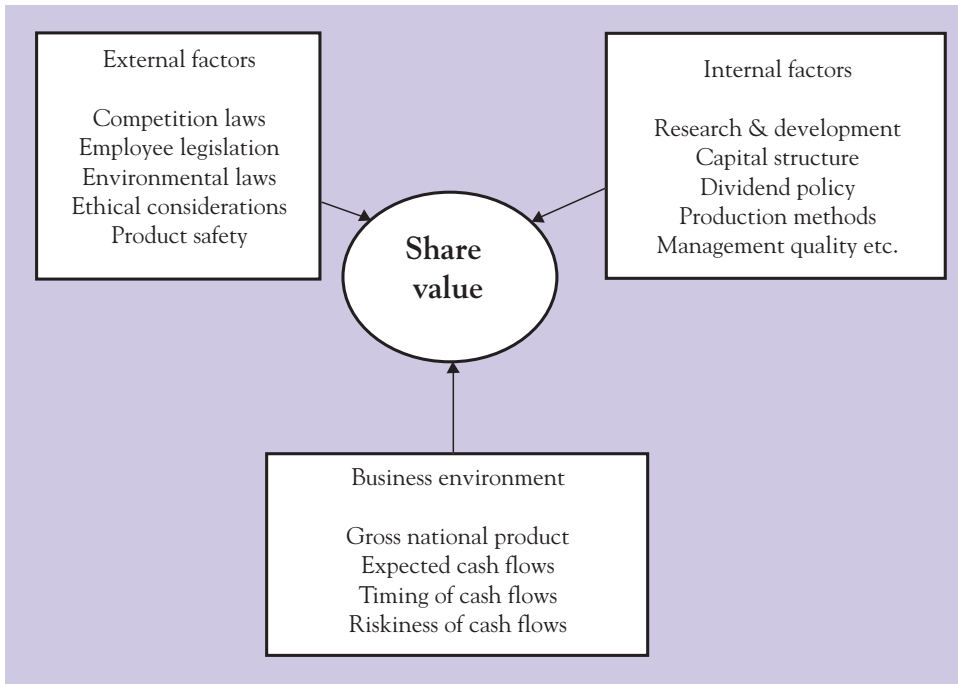 External factors
Competition laws
Employee legislation
Environmental laws
Ethical considerations
Product safety
Internal factors
Research & development
Capital structure
Dividend policy
Production methods
Management quality etc.
Share
value
Business environment
Gross national product
Expected cash flows
Timing of cash flows
Riskiness of cash flows